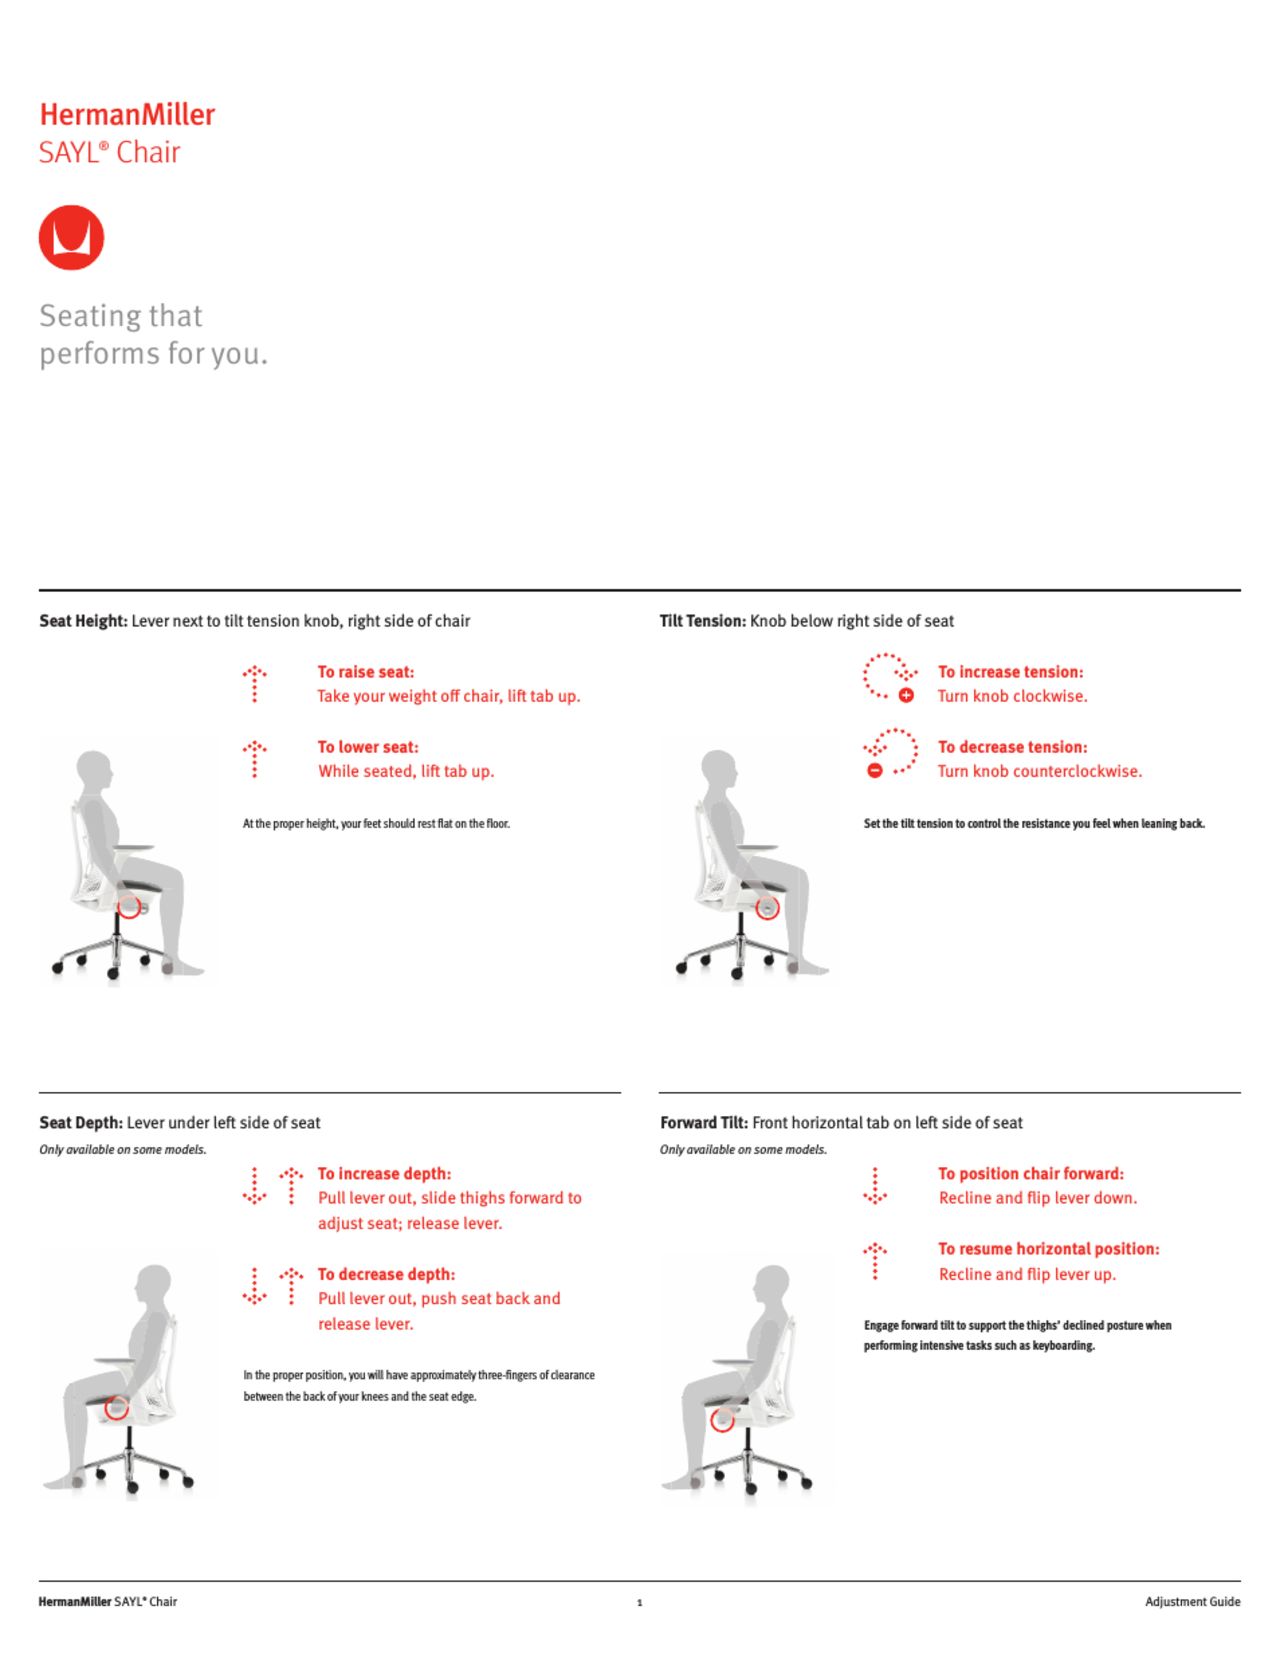 HermanMiller
SAYL® Chair
Seating that
performs for you.
Seat Height: Lever next to tilt tension knob, right side of chair
To raise seat:
Take your weight off chair, lift tab up.
To lower seat:
While seated, lift tab up.
At the proper height, your feet should rest flat on the floor.
Tilt Tension: Knob below right side of seat
To increase tension:
Turn knob clockwise.
To decrease tension:
Turn knob counterclockwise.
Set the tilt tension to control the resistance you feel when leaning back.
Seat Depth: Lever under left side of seat
Only available on some models.
To increase depth:
Pull lever out, slide thighs forward to
adjust seat; release lever.
To decrease depth:
Pull lever out, push seat back and
release lever.
In the proper position, you will have approximately three-fingers of clearance
between the back of your knees and the seat edge.
Forward Tilt: Front horizontal tab on left side of seat
Only available on some models.
To position chair forward:
Recline and flip lever down.
To resume horizontal position:
Recline and flip lever up.
Engage forward tilt to support the thighs’ declined posture when
performing intensive tasks such as keyboarding.
HermanMiller SAYL® Chair
1
Adjustment Guide